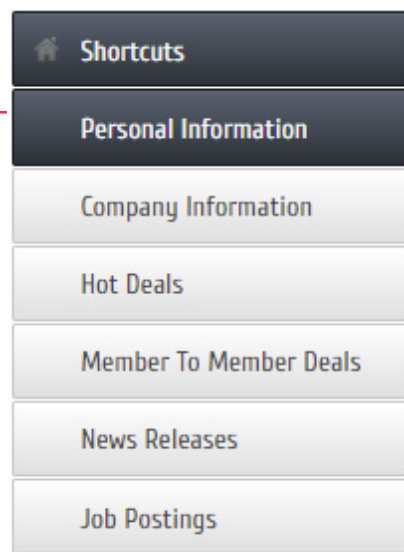 Shortcuts
Personal Information
Company Information
Hot Deals
Member To Member Deals
News Releases
Job Postings